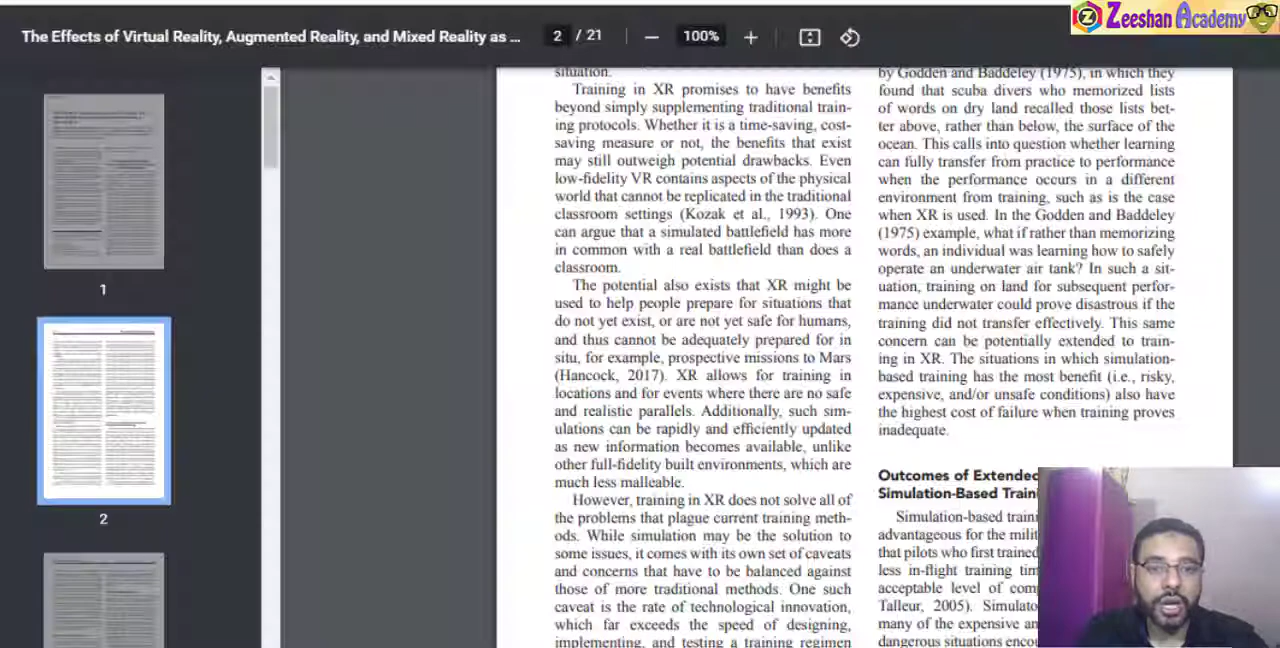 Zeeshan Academy
The Effects of Virtual Reality, Augmented Reality, and Mixed Reality as ...
2 / 21
100%
1
2
situation.
Training in XR promises to have benefits
beyond simply supplementing traditional train-
ing protocols. Whether it is a time-saving, cost-
saving measure or not, the benefits that exist
may still outweigh potential drawbacks. Even
low-fidelity VR contains aspects of the physical
world that cannot be replicated in the traditional
classroom settings (Kozak et al., 1993). One
can argue that a simulated battlefield has more
in common with a real battlefield than does a
classroom.
The potential also exists that XR might be
used to help people prepare for situations that
do not yet exist, or are not yet safe for humans,
and thus cannot be adequately prepared for in
situ, for example, prospective missions to Mars
(Hancock, 2017). XR allows for training in
locations and for events where there are no safe
and realistic parallels. Additionally, such sim-
ulations can be rapidly and efficiently updated
as new information becomes available, unlike
other full-fidelity built environments, which are
much less malleable.
However, training in XR does not solve all of
the problems that plague current training meth-
ods. While simulation may be the solution to
some issues, it comes with its own set of caveats
and concerns that have to be balanced against
those of more traditional methods. One such
caveat is the rate of technological innovation,
which far exceeds the speed of designing,
implementing, and testing a training regimen
by Godden and Baddeley (1975), in which they
found that scuba divers who memorized lists
of words on dry land recalled those lists bet-
ter above, rather than below, the surface of the
ocean. This calls into question whether learning
can fully transfer from practice to performance
when the performance occurs in a different
environment from training, such as is the case
when XR is used. In the Godden and Baddeley
(1975) example, what if rather than memorizing
words, an individual was learning how to safely
operate an underwater air tank? In such a sit-
uation, training on land for subsequent perfor-
mance underwater could prove disastrous if the
training did not transfer effectively. This same
concern can be potentially extended to train-
ing in XR. The situations in which simulation-
based training has the most benefit (i.e., risky,
expensive, and/or unsafe conditions) also have
the highest cost of failure when training proves
inadequate.
Outcomes of Extended
Simulation-Based Traini
Simulation-based traini
advantageous for the milit
that pilots who first trained
less in-flight training tim
acceptable level of com
Talleur, 2005). Simulato
many of the expensive an
dangerous situations encou